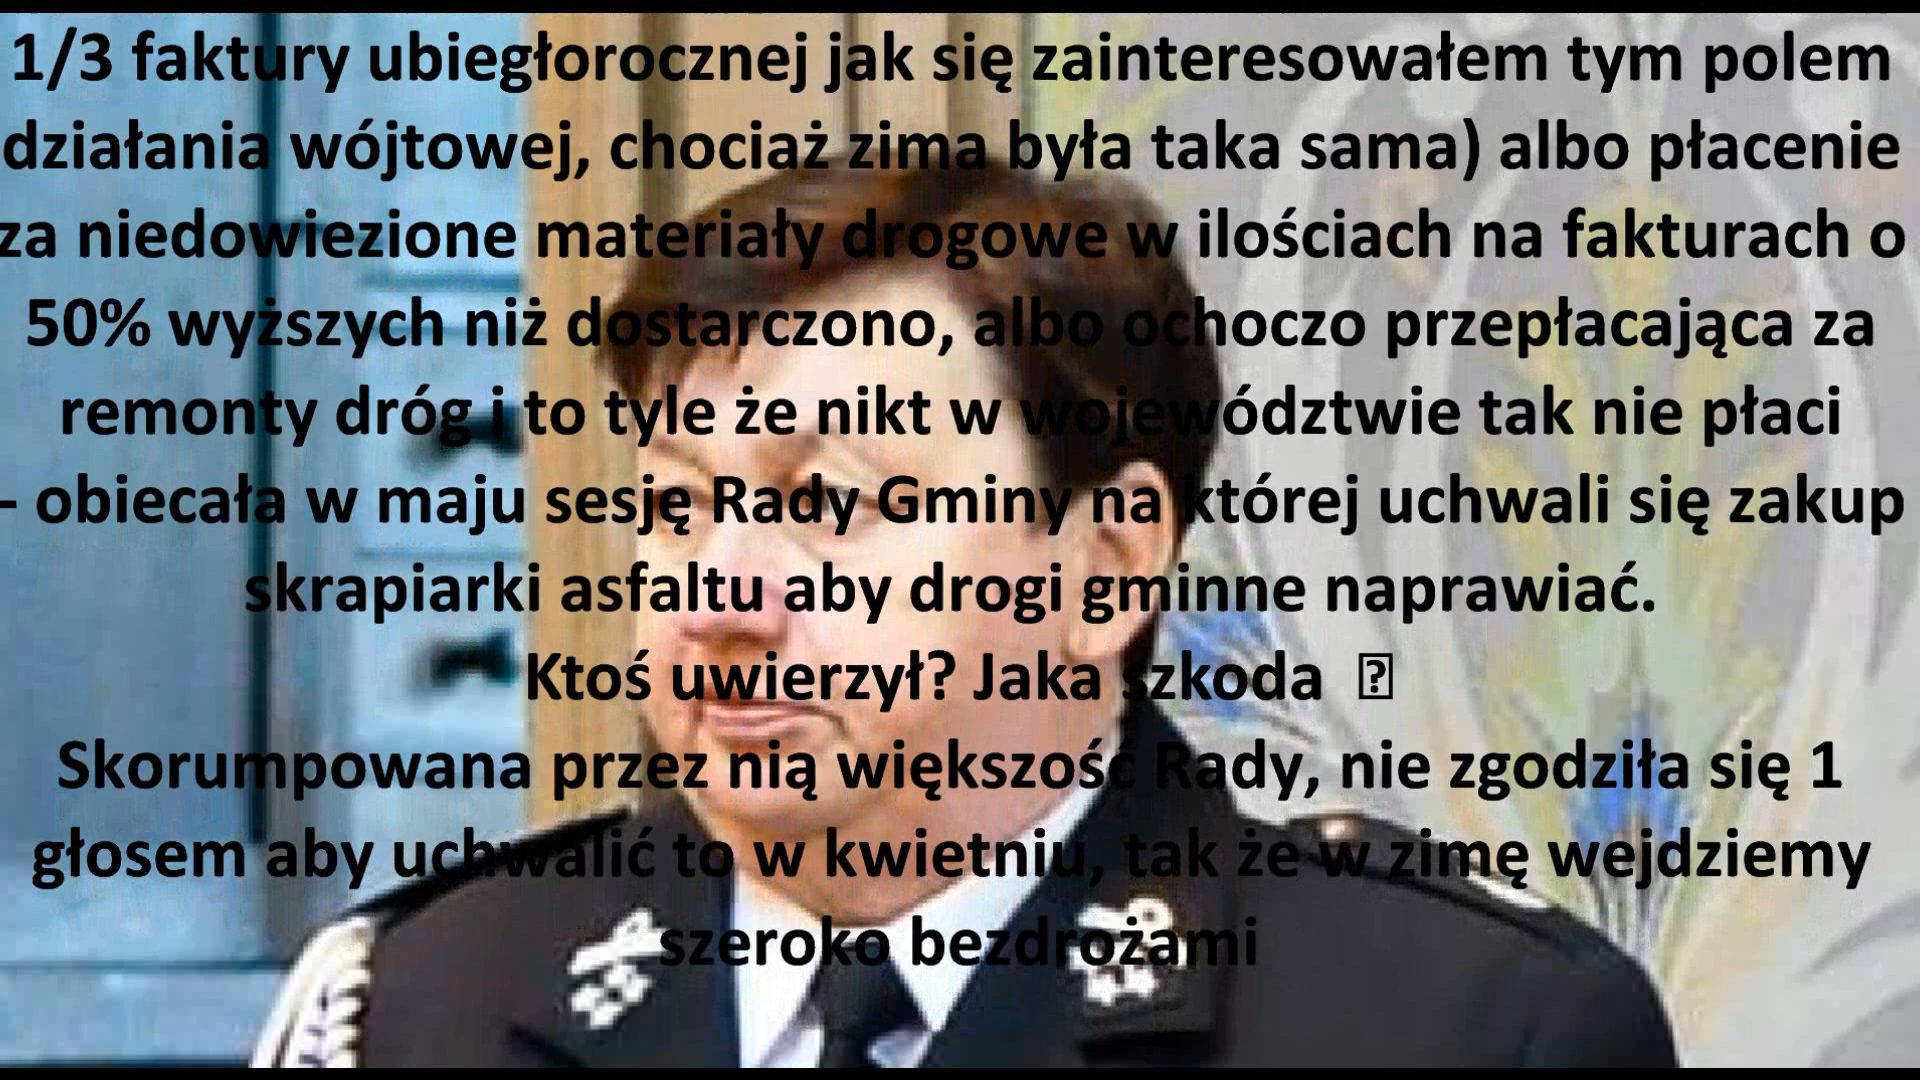 1/3 faktury ubiegłorocznej jak się zainteresowałem tym polem
działania wójtowej, chociaż zima była taka sama) albo płacenie
za niedowiezione materiały drogowe w ilościach na fakturach o
50% wyższych niż dostarczono, albo ochoczo przepłacająca za
remonty dróg i to tyle że nikt w województwie tak nie płaci
- obiecała w maju sesję Rady Gminy na której uchwali się zakup
skrapiarki asfaltu aby drogi gminne naprawiać.
Ktoś uwierzył? Jaka szkoda
Skorumpowana przez nią większość Rady, nie zgodziła się 1
głosem aby uchwalić to w kwietniu, tak że w zimę wejdziemy
szeroko bezdrożami